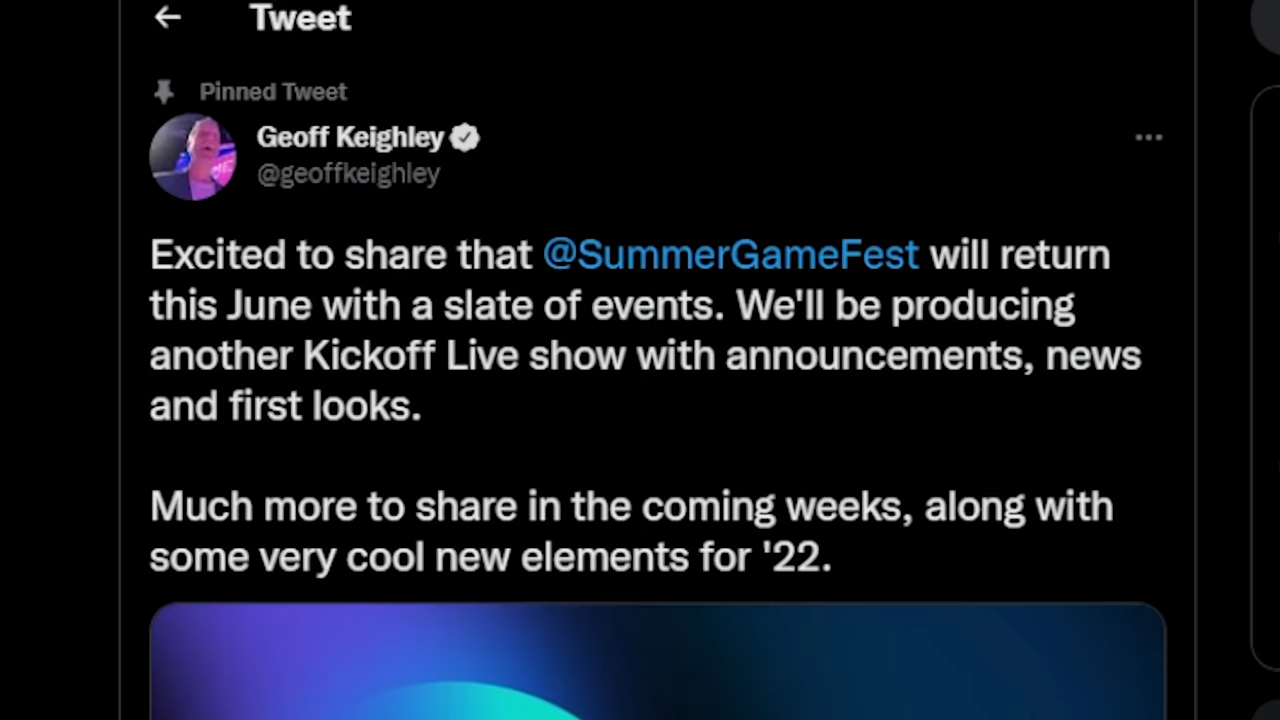 Tweet
Pinned Tweet
Geoff Keighley
@geoffkeighley
Excited to share that @SummerGameFest will return
this June with a slate of events. We'll be producing
another Kickoff Live show with announcements, news
and first looks.
Much more to share in the coming weeks, along with
some very cool new elements for '22.